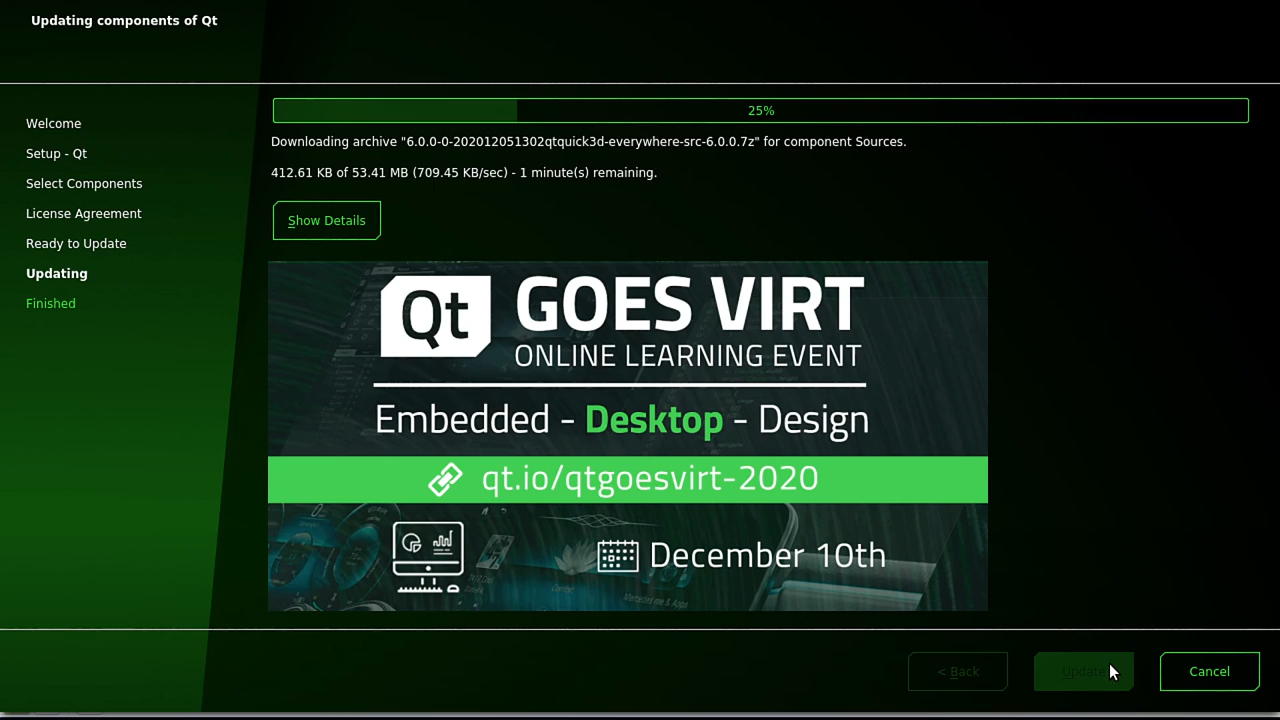 Updating components of Qt
Welcome
Setup - Qt
Select Components
License Agreement
Ready to Update
Updating
Finished
25%
Downloading archive "6.0.0-0-202012051302qtquick3d-everywhere-src-6.0.0.7z" for component Sources.
412.61 KB of 53.41 MB (709.45 KB/sec) - 1 minute(s) remaining.
Show Details
Qt GOES VIRT
ONLINE LEARNING EVENT
Embedded - Desktop - Design
qt.io/qtgoesvirt-2020
December 10th
< Back
Update
Cancel